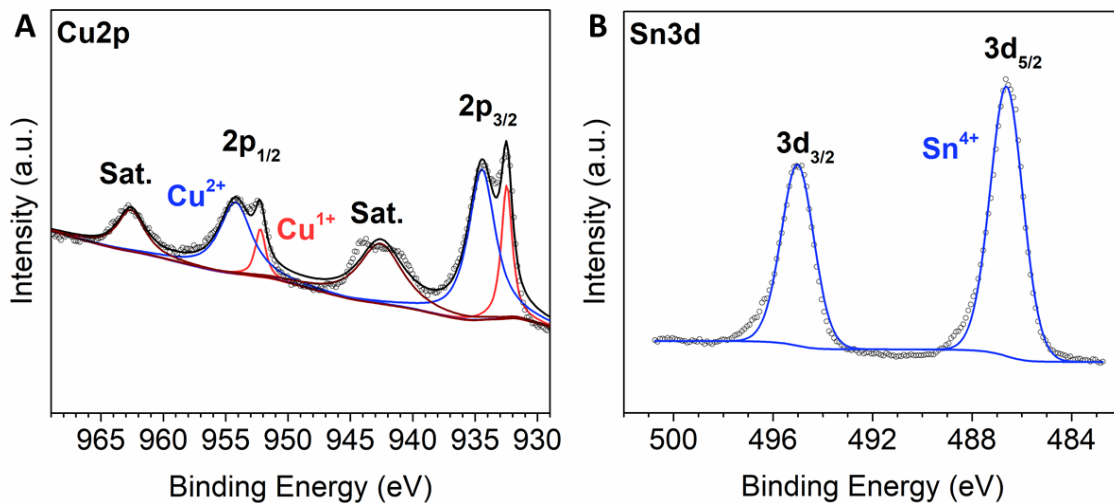 A
Cu2p
Intensity (a.u.)
Sat.
2p1/2
Cu2+
Cu1+
Sat.
2p3/2
965 960 955 950 945 940 935 930
Binding Energy (eV)
B
Sn3d
Intensity (a.u.)
3d3/2
Sn4+
3d5/2
500 496 492 488 484
Binding Energy (eV)